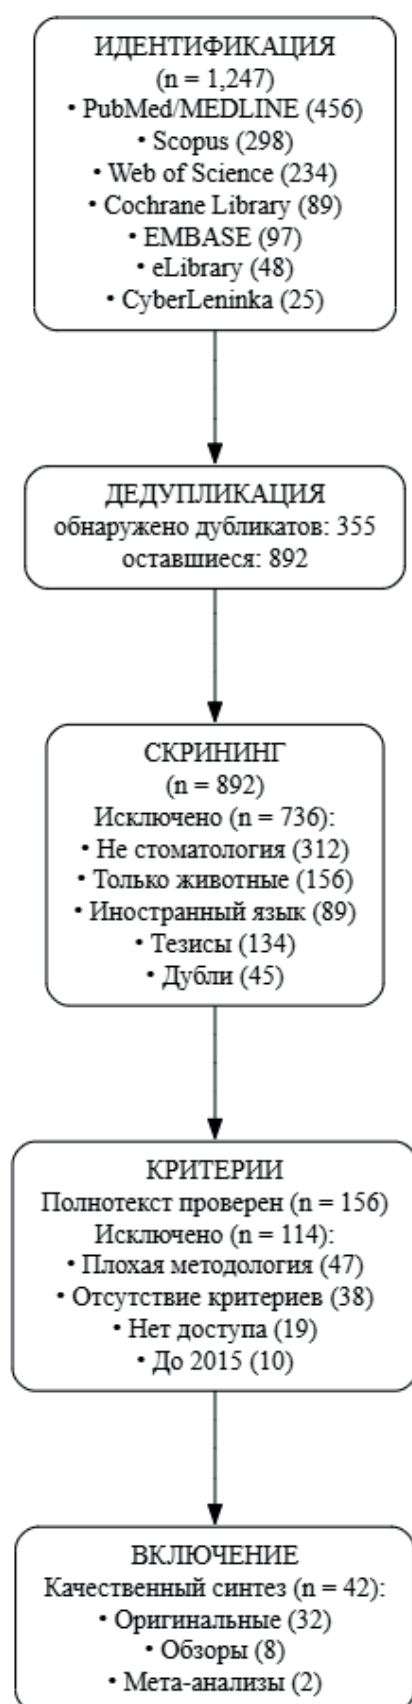 ИДЕНТИФИКАЦИЯ
(n = 1,247)
• PubMed/MEDLINE (456)
• Scopus (298)
• Web of Science (234)
• Cochrane Library (89)
• EMBASE (97)
• eLibrary (48)
• CyberLeninka (25)
ДЕДУПЛИКАЦИЯ
обнаружено дубликатов: 355
оставшиеся: 892
СКРИНИНГ
(n = 892)
Исключено (n = 736):
• Не стоматология (312)
• Только животные (156)
• Иностранный язык (89)
• Тезисы (134)
• Дубли (45)
КРИТЕРИИ
Полнотекст проверен (n = 156)
Исключено (n = 114):
• Плохая методология (47)
• Отсутствие критериев (38)
• Нет доступа (19)
• До 2015 (10)
ВКЛЮЧЕНИЕ
Качественный синтез (n = 42):
• Оригинальные (32)
• Обзоры (8)
• Мета-анализы (2)